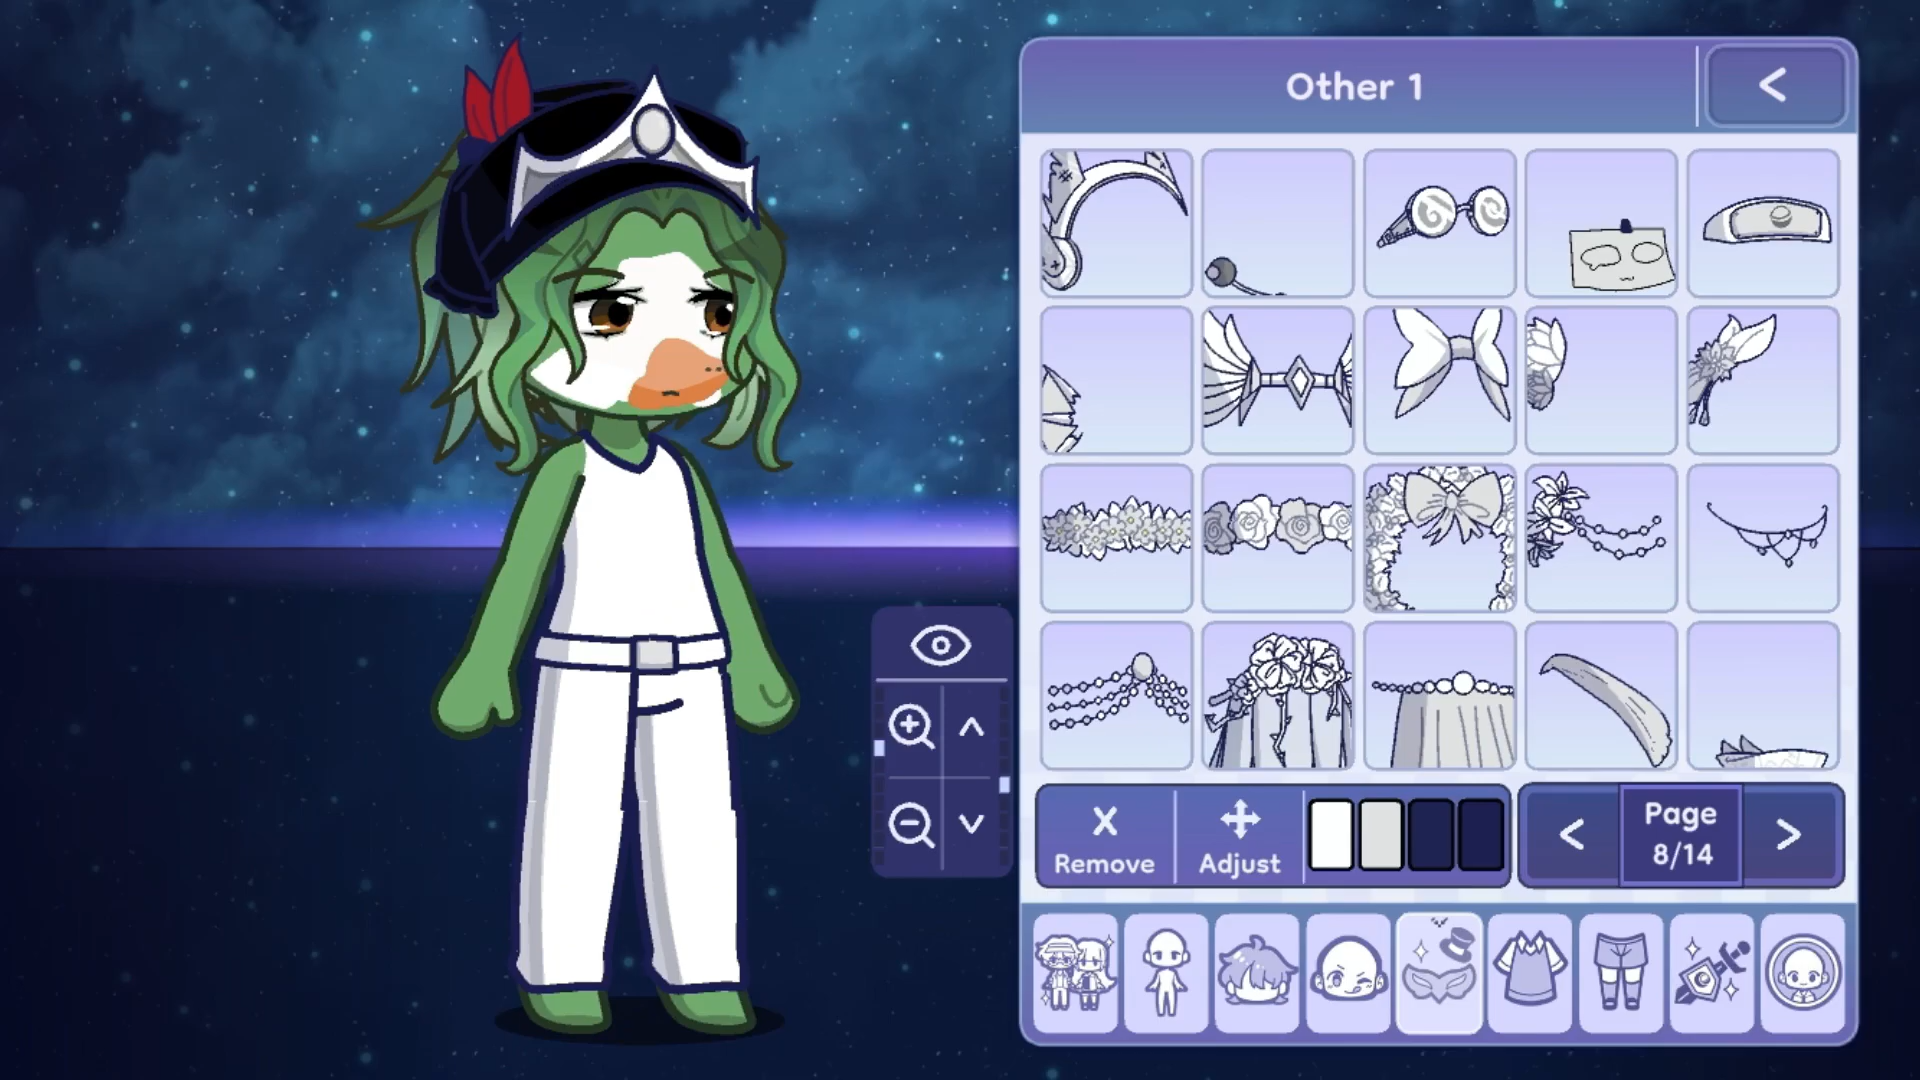 Other 1
<
X
Remove
Adjust
<
Page
8/14
>